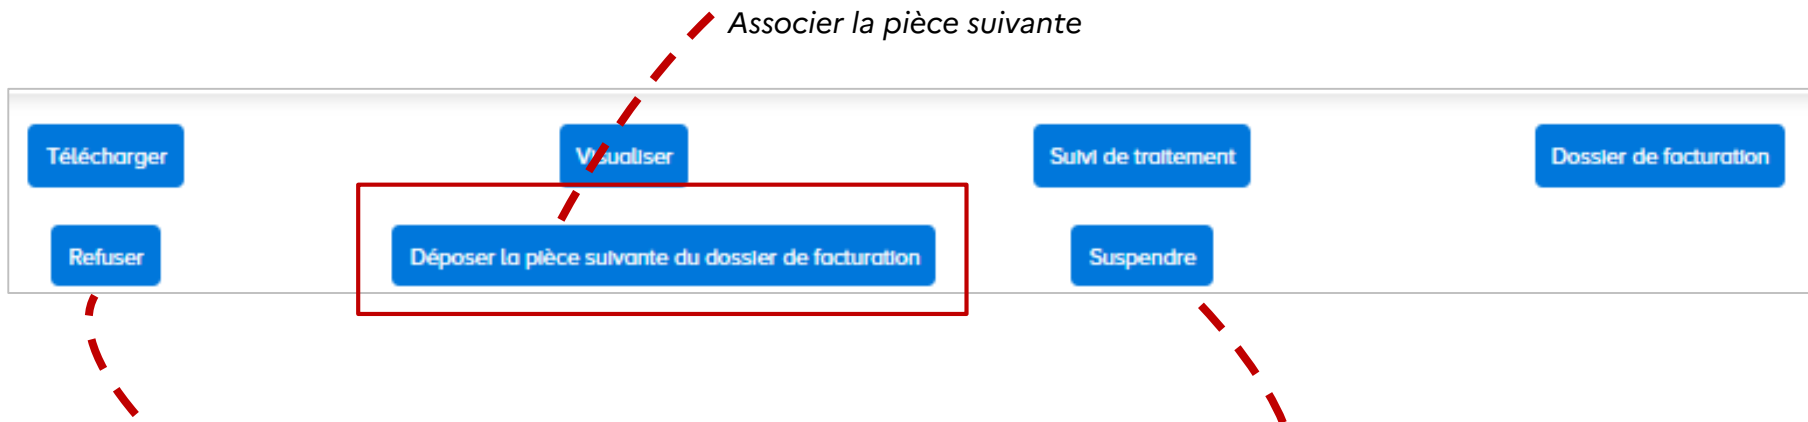 Associer la pièce suivante
Télécharger
Visualiser
Suivi de traitement
Dossier de facturation
Refuser
Déposer la pièce suivante du dossier de facturation
Suspendre